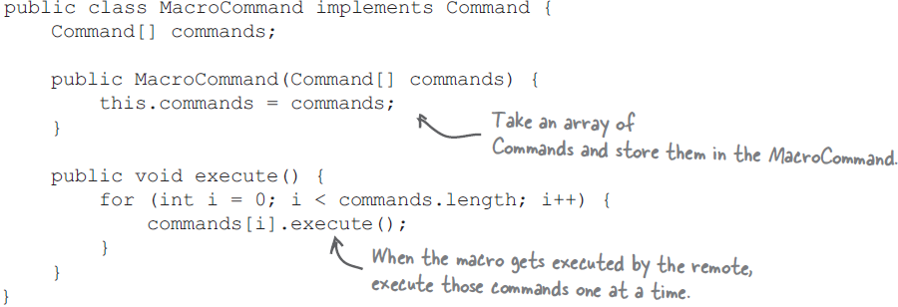 public class MacroCommand implements Command {
    Command[] commands;

    public MacroCommand(Command[] commands) {
        this.commands = commands;
    }
Take an array of
Commands and store them in the MacroCommand.

    public void execute() {
        for (int i = 0; i < commands.length; i++) {
            commands[i].execute();
        }
When the macro gets executed by the remote,
execute those commands one at a time.
    }
}